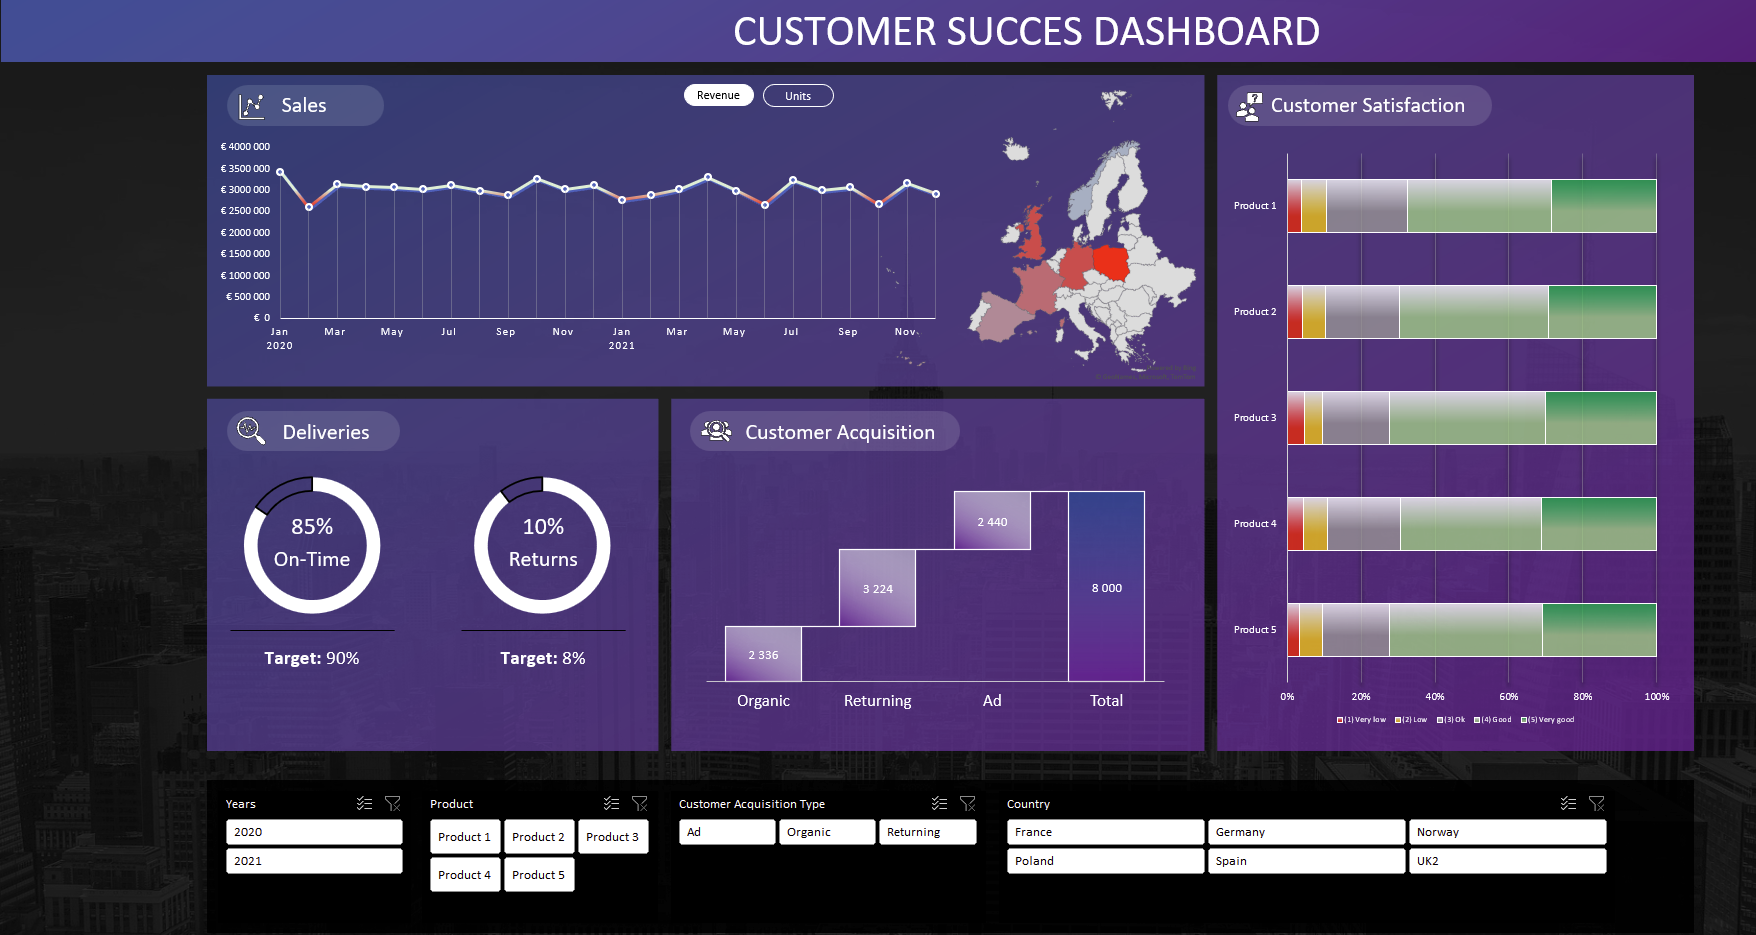 CUSTOMER SUCCES DASHBOARD
Sales
Revenue
Units
€ 4000 000
€ 3500 000
€ 3000 000
€ 2500 000
€ 2000 000
€ 1500 000
€ 1000 000
€ 500 000
€ 0
Jan Mar May Jul Sep Nov Jan Mar May Jul Sep Nov
2020 2021
Customer Satisfaction
Product 1
Product 2
Product 3
Product 4
Product 5
0% 20% 40% 60% 80% 100%
(1) Very low (2) Low (3) Ok (4) Good (5) Very good
Deliveries
85%
On-Time
Target: 90%
10%
Returns
Target: 8%
Customer Acquisition
2 440
3 224
8 000
2 336
Organic Returning Ad Total
Years
2020
2021
Product
Product 1 Product 2 Product 3
Product 4 Product 5
Customer Acquisition Type
Ad Organic Returning
Country
France Germany Norway
Poland Spain UK2